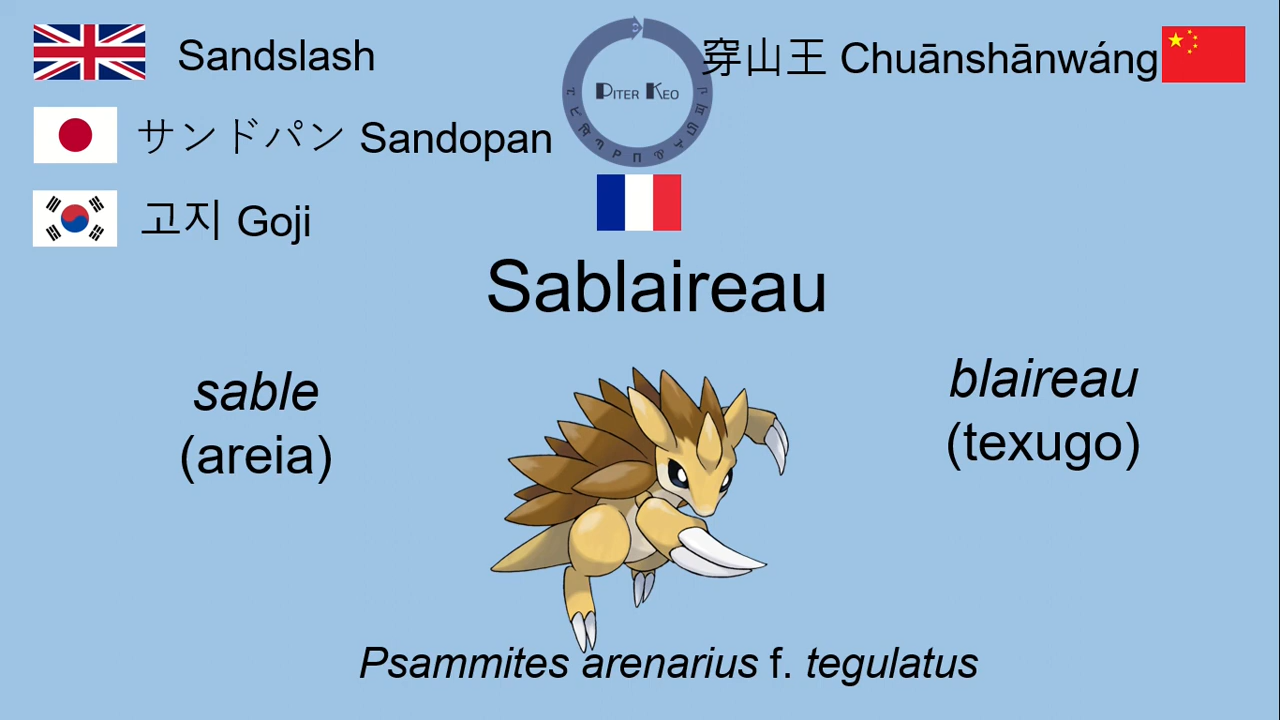 Sandslash
穿山王 Chuānshānwáng
PITER KEO
サンドパン Sandopan
고지 Goji
Sablaireau
sable
(areia)
blaireau
(texugo)
Psammites arenarius f. tegulatus